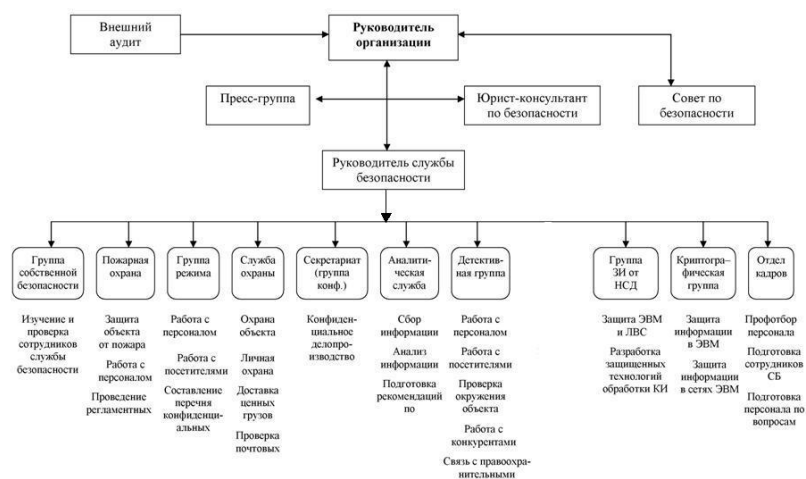 Внешний
аудит
Руководитель
организации
Пресс-группа
Юрист-консультант
по безопасности
Совет по
безопасности
Руководитель службы
безопасности
Группа
собственной
безопасности
Пожарная
охрана
Группа
режима
Служба
охраны
Секретариат
(группа
конф.)
Аналити-
ческая
служба
Детектив-
ная группа
Группа
ЗИ от
НСД
Криптогра–
фическая
группа
Отдел
кадров
Изучение и
проверка
сотрудников
службы
безопасности
Защита
объекта
от пожара
Работа с
персоналом
Проведение
регламентных
Работа с
персоналом
Работа с
посетителями
Составление
перечня
конфиденци-
альных
Охрана
объекта
Личная
охрана
Доставка
ценных
грузов
Проверка
почтовых
Конфиден-
циальное
делопро-
изводство
Сбор
информации
Анализ
информации
Подготовка
рекомендаций
по
Работа с
персоналом
Работа с
посетителями
Проверка
окружения
объекта
Работа с
конкурентами
Связь с правоохра-
нительными
Защита ЭВМ
и ЛВС
Разработка
защищенных
технологий
обработки КИ
Защита
информации
в ЭВМ
Защита
информации
в сетях ЭВМ
Профотбор
персонала
Подготовка
сотрудников
СБ
Подготовка
персонала по
вопросам